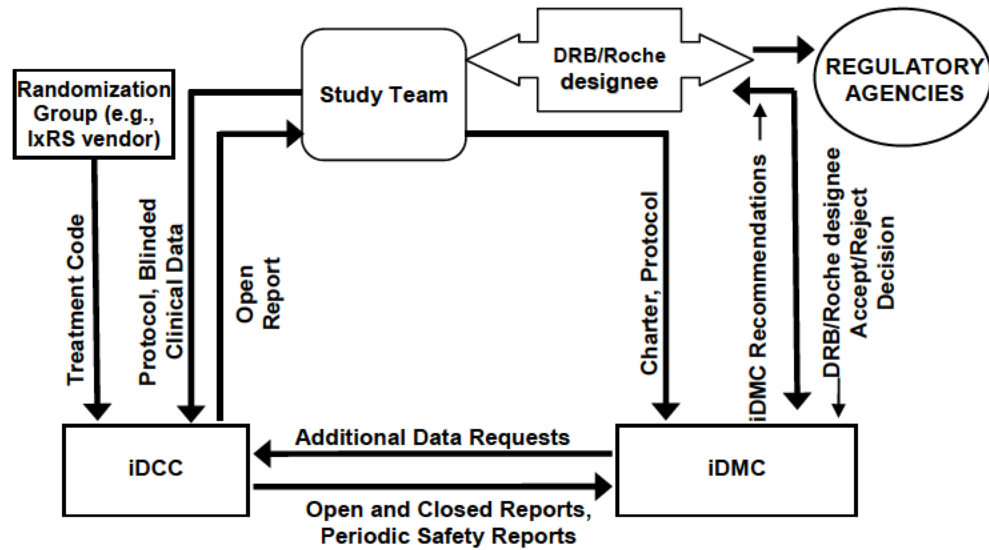 Randomization
Group (e.g.,
IxRS vendor)
Study Team
DRB/Roche
designee
REGULATORY
AGENCIES
Treatment Code
Protocol, Blinded
Clinical Data
Open
Report
Charter, Protocol
iDMC Recommendations
DRB/Roche designee
Accept/Reject
Decision
iDCC
Additional Data Requests
iDMC
Open and Closed Reports,
Periodic Safety Reports